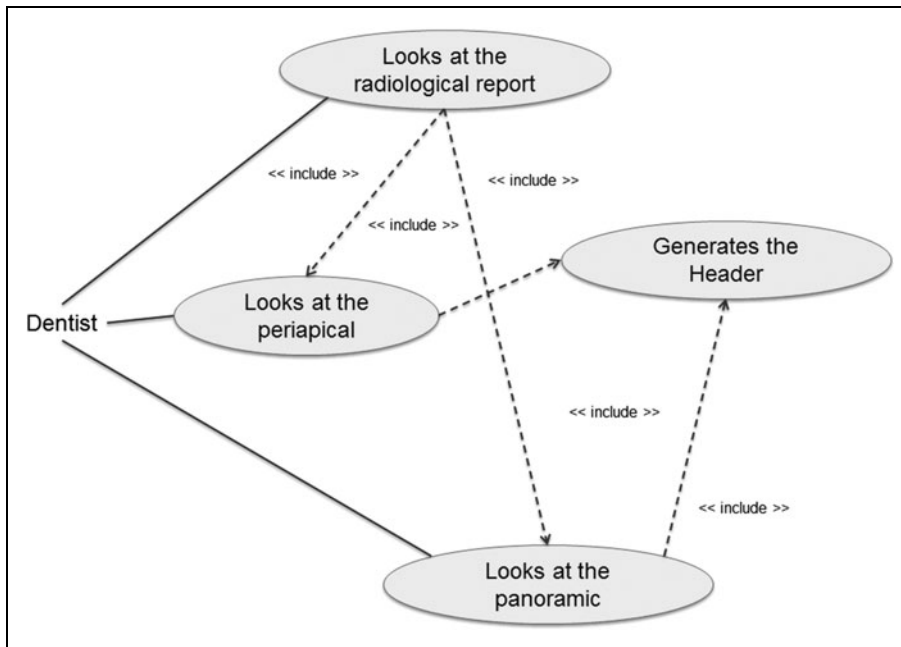 Looks at the
radiological report
<< include >>
<< include >>
<< include >>
Generates the
Header
Looks at the
periapical
Dentist
<< include >>
<< include >>
Looks at the
panoramic